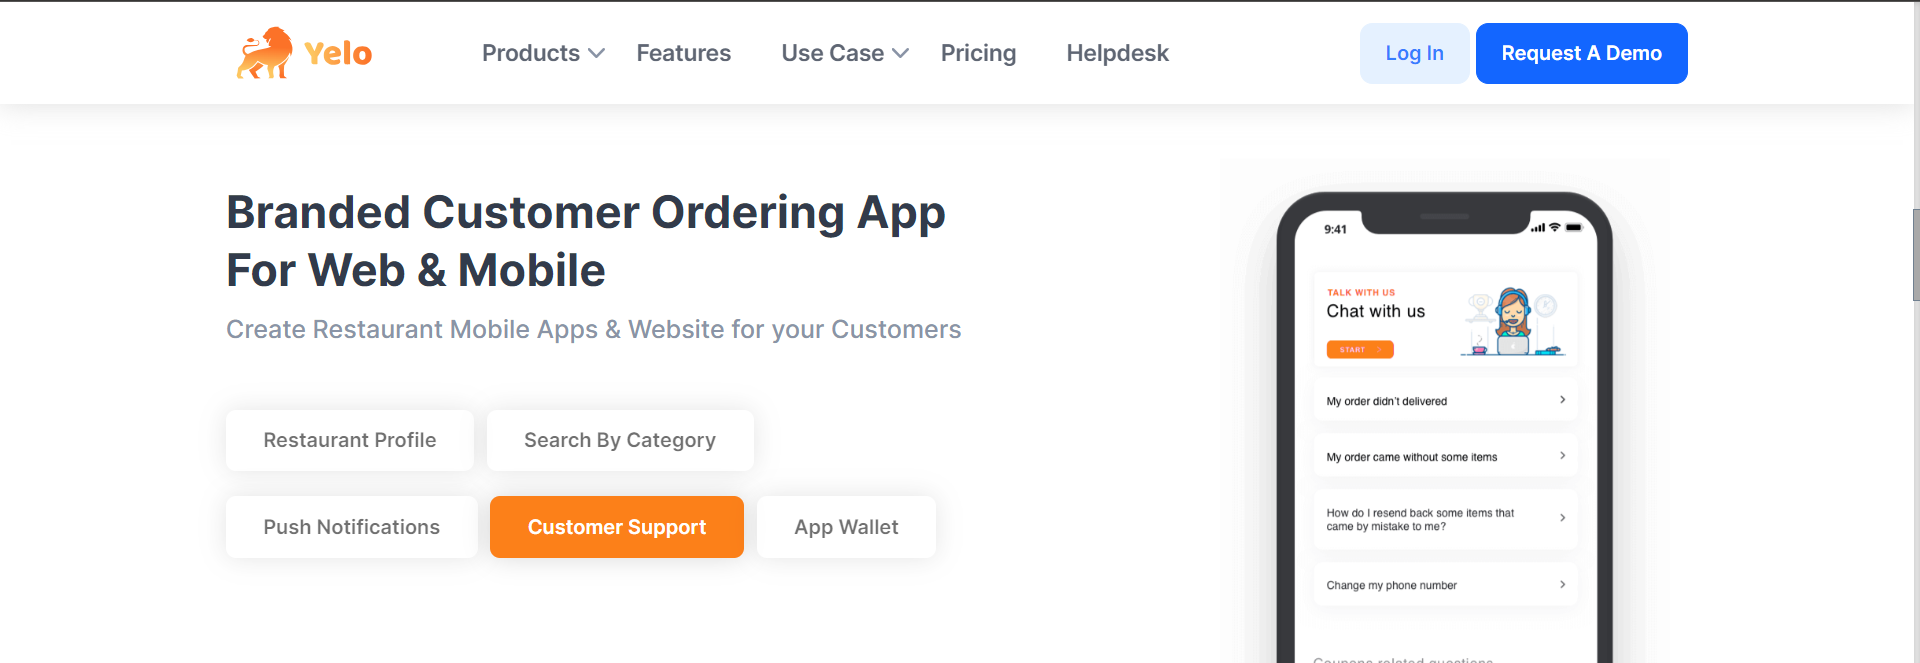 Yelo
Products
Features
Use Case
Pricing
Helpdesk
Log In
Request A Demo
Branded Customer Ordering App
For Web & Mobile
Create Restaurant Mobile Apps & Website for your Customers
Restaurant Profile
Search By Category
Push Notifications
Customer Support
App Wallet
9:41
TALK WITH US
Chat with us
START
My order didn't delivered
My order came without some items
How do I resend back some items that
came by mistake to me?
Change my phone number
Coupons related questions